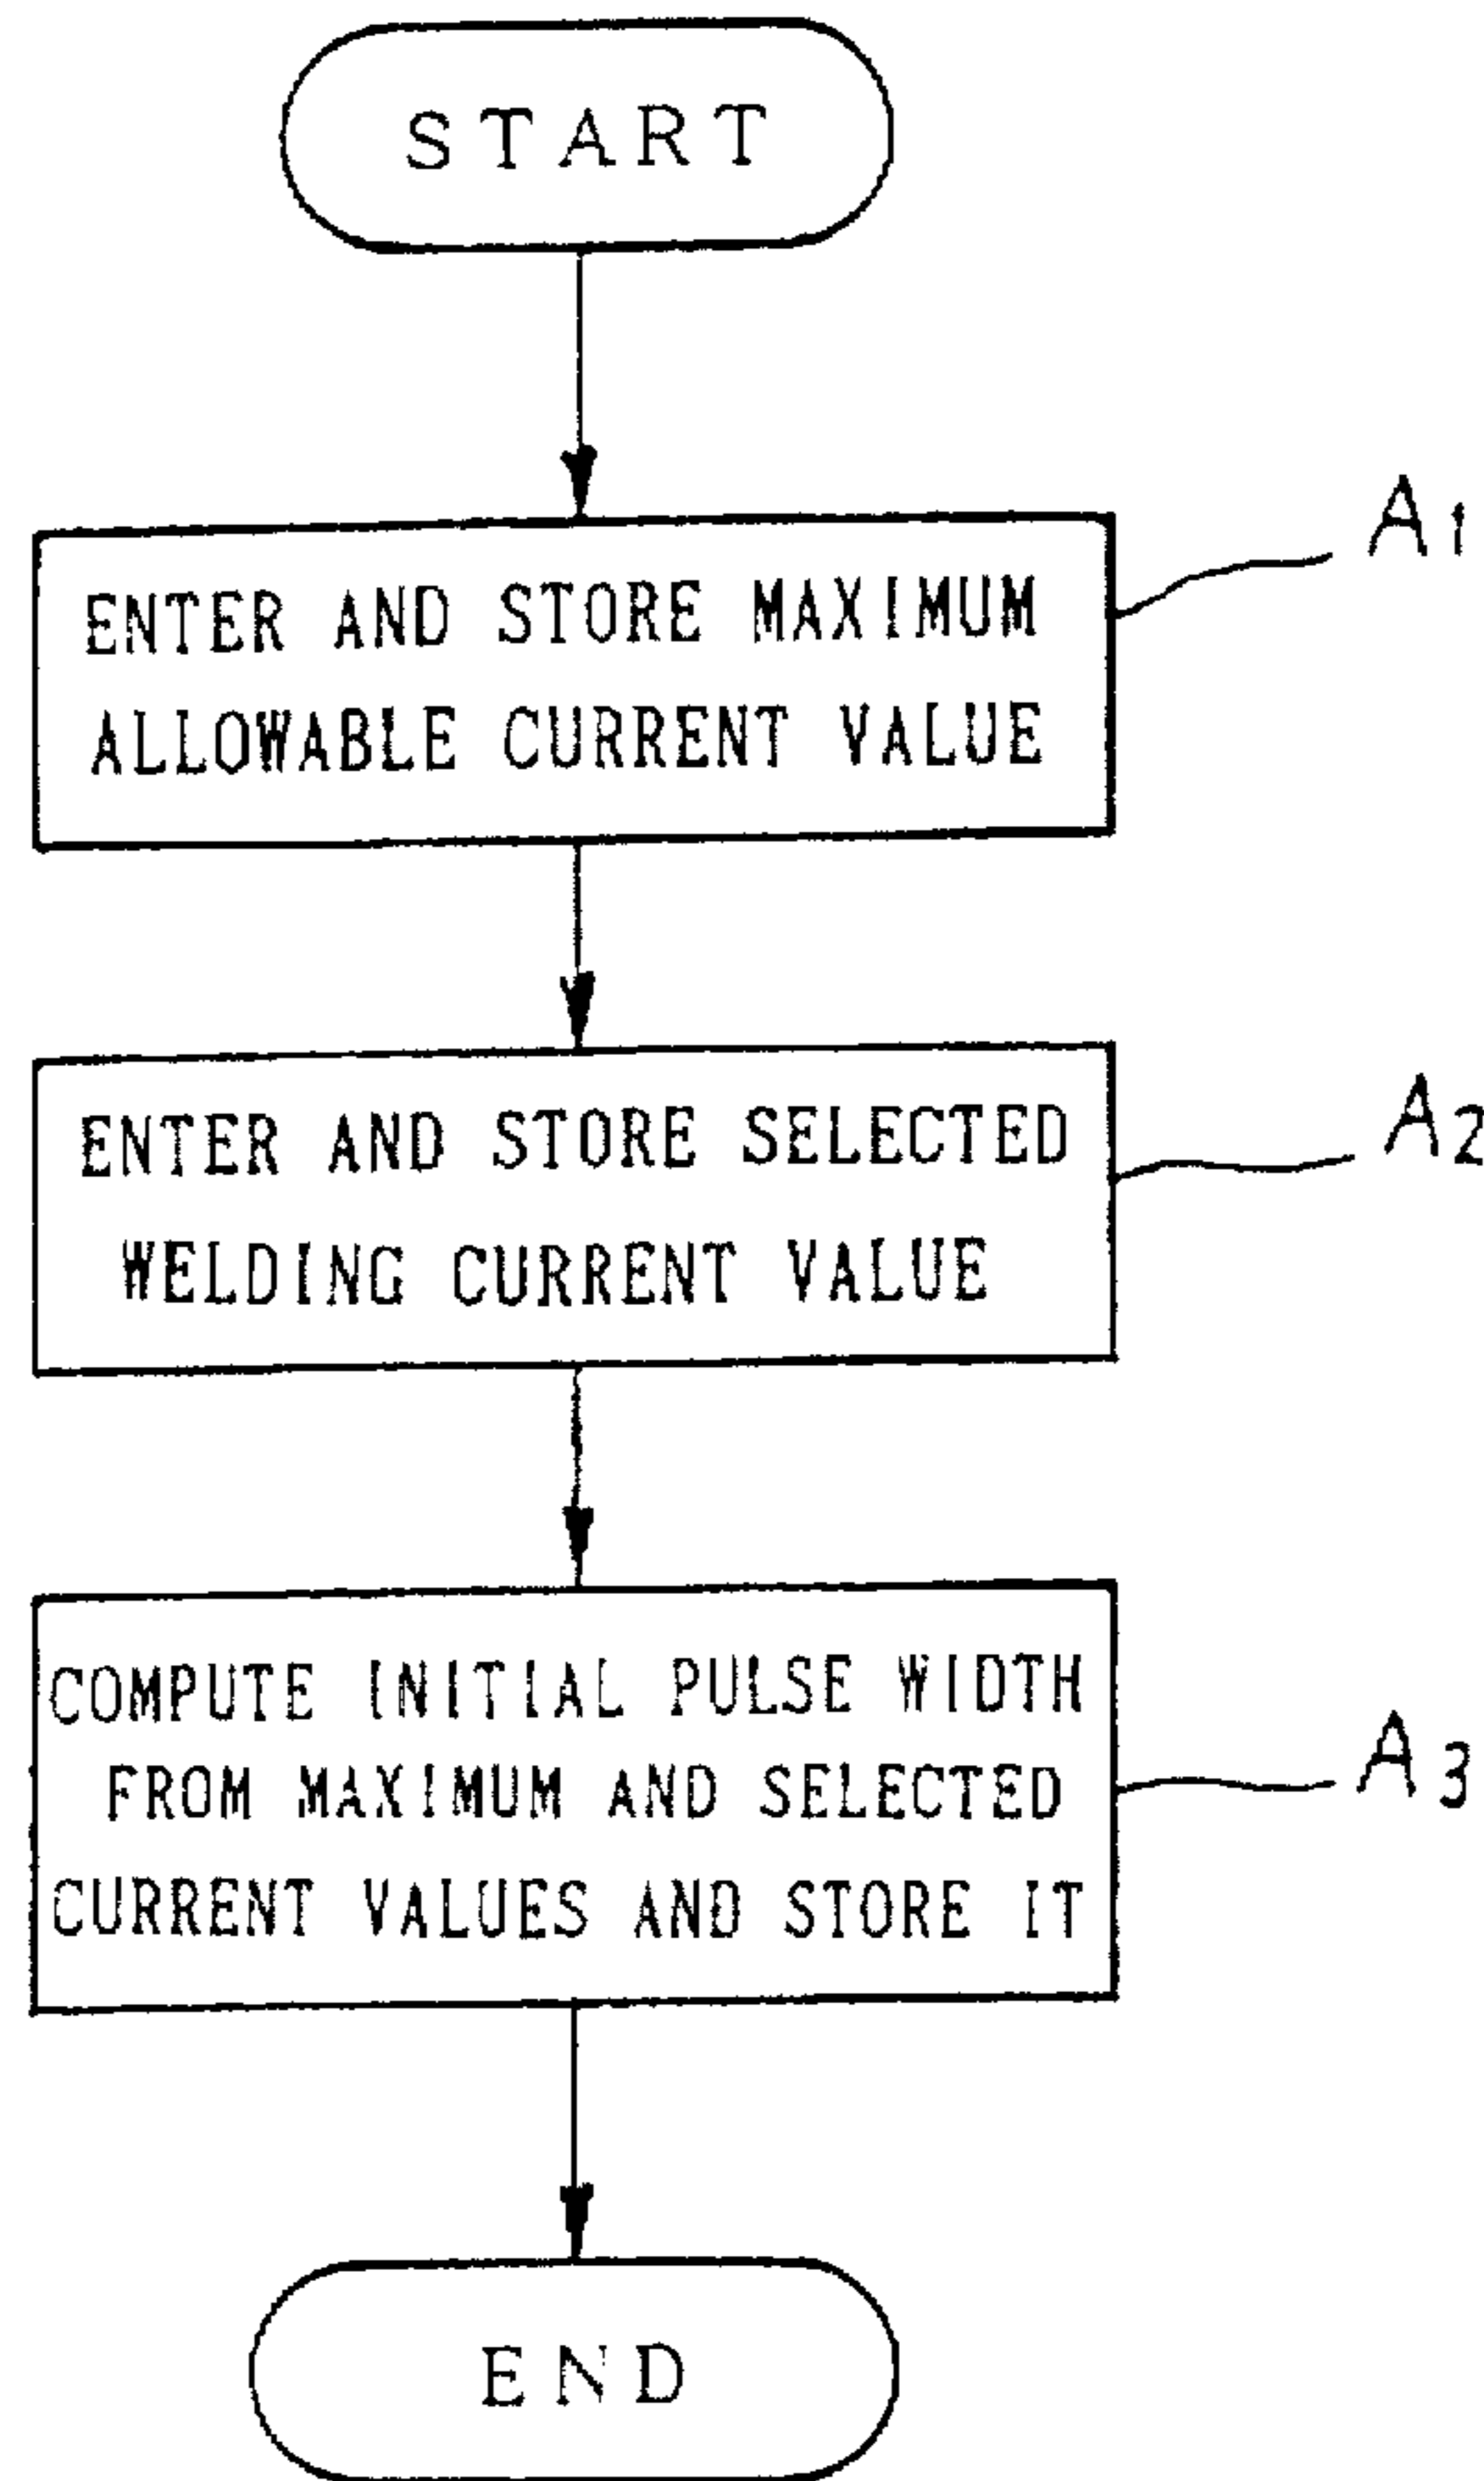 START
ENTER AND STORE MAXIMUM
ALLOWABLE CURRENT VALUE
A1
ENTER AND STORE SELECTED
WELDING CURRENT VALUE
A2
COMPUTE INITIAL PULSE WIDTH
FROM MAXIMUM AND SELECTED
CURRENT VALUES AND STORE IT
A3
END